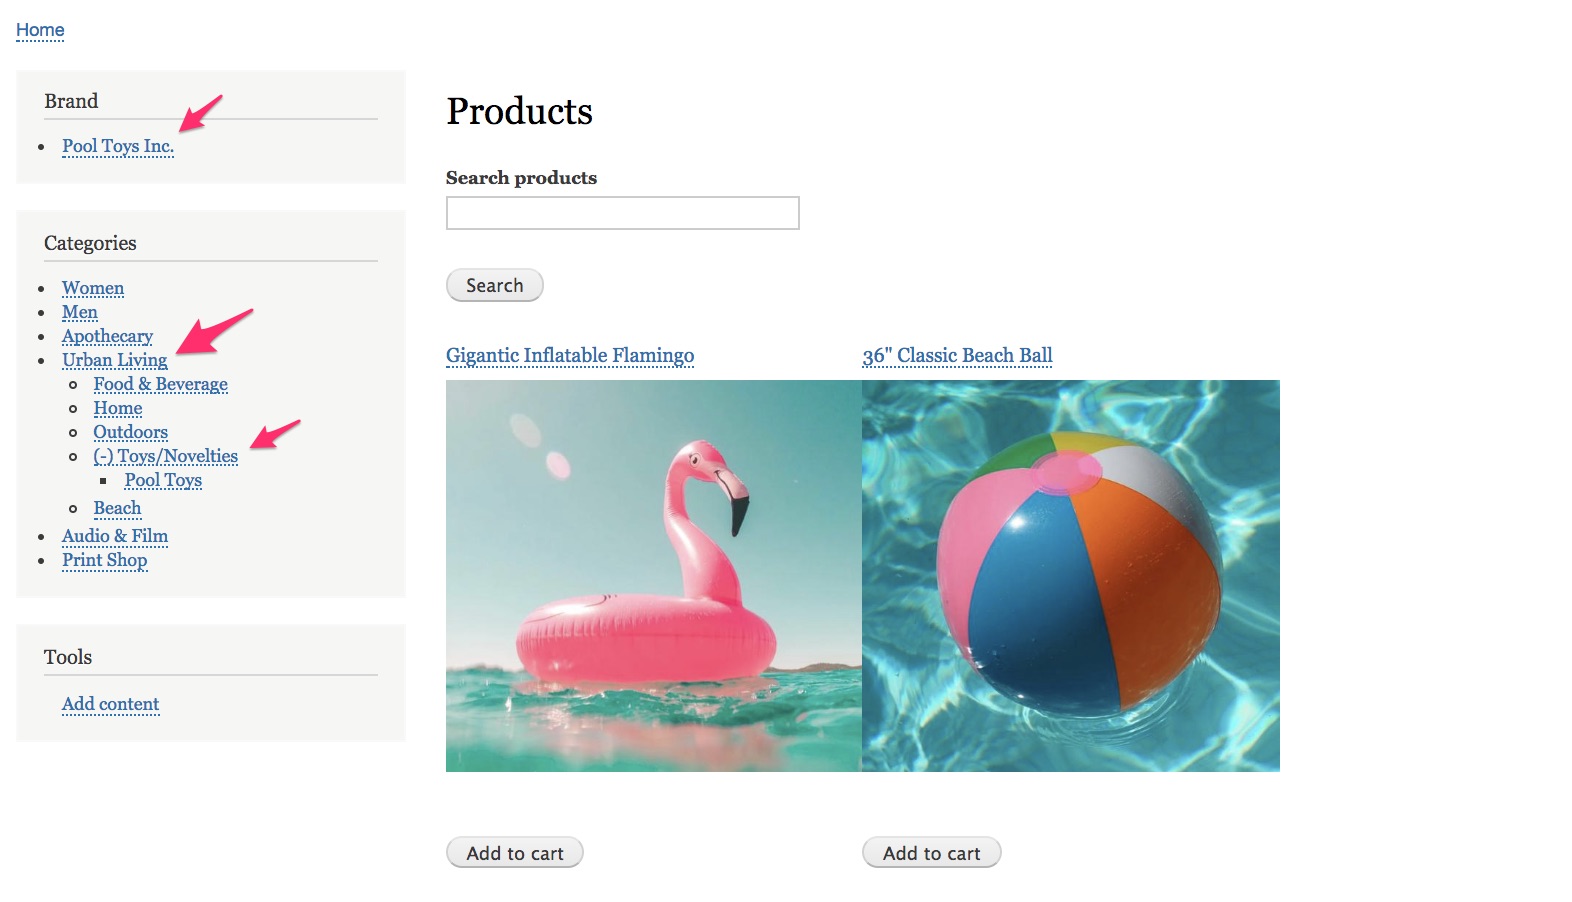 Home
Brand
Pool Toys Inc.
Categories
Women
Men
Apothecary
Urban Living
Food & Beverage
Home
Outdoors
(-) Toys/Novelties
Pool Toys
Beach
Audio & Film
Print Shop
Tools
Add content
Products
Search products
Search
Gigantic Inflatable Flamingo
36" Classic Beach Ball
Add to cart
Add to cart